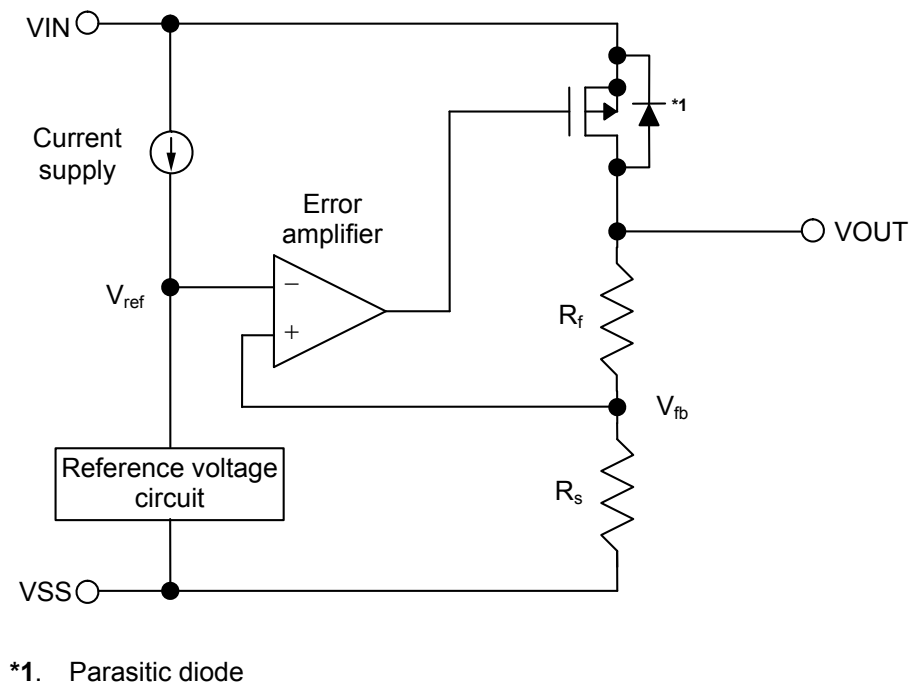 VIN
*1
Current
supply
Error
amplifier
VOUT
Vref
−
+
Rf
Vfb
Reference voltage
circuit
Rs
VSS
*1. Parasitic diode